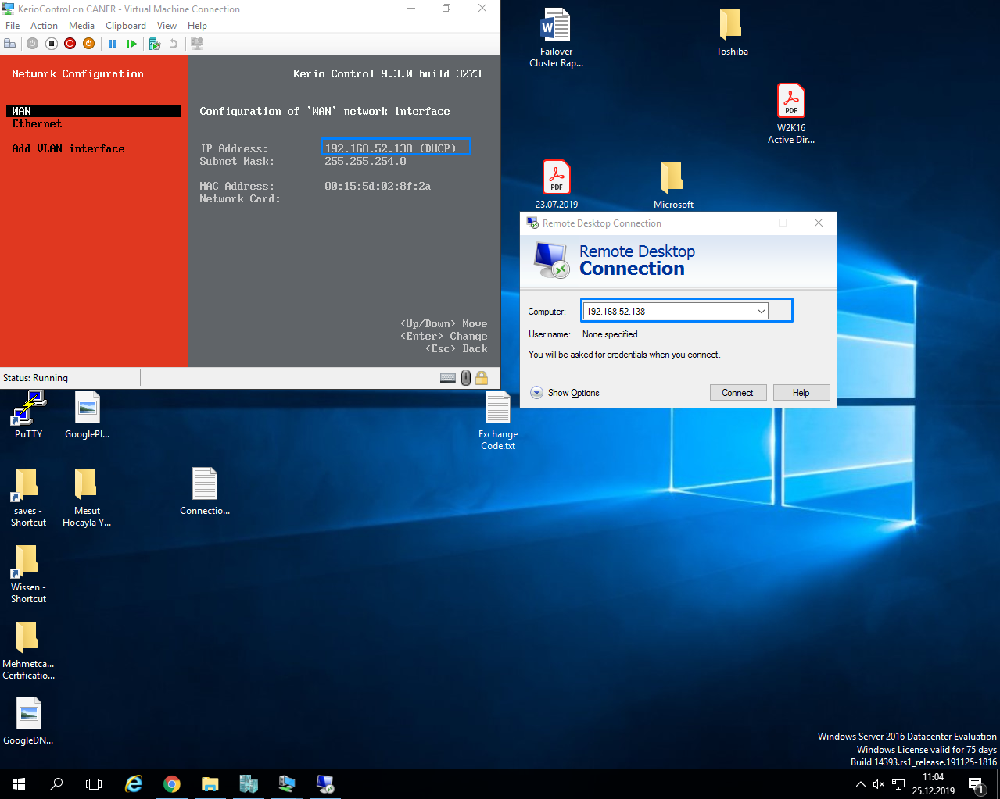 KerioControl on CANER - Virtual Machine Connection
File Action Media Clipboard View Help
Network Configuration
Kerio Control 9.3.0 build 3273
WAN
Ethernet
Add VLAN interface
Configuration of 'WAN' network interface
IP Address: 192.168.52.138 (DHCP)
Subnet Mask: 255.255.254.0
MAC Address: 00:15:5d:02:8f:2a
Network Card:
<Up/Down> Move
<Enter> Change
<Esc> Back
Status: Running
Failover
Cluster Rap...
Toshiba
PDF
W2K16
Active Dir...
PDF
23.07.2019
Microsoft
Remote Desktop Connection
Remote Desktop
Connection
Computer: 192.168.52.138
User name: None specified
You will be asked for credentials when you connect.
Show Options
Connect
Help
PuTTY
GooglePl...
Exchange
Code.txt
saves -
Shortcut
Mesut
Hocayla Y...
Connectio...
Wissen -
Shortcut
Mehmetca...
Certificatio...
GoogleDN...
Windows Server 2016 Datacenter Evaluation
Windows License valid for 75 days
Build 14393.rs1_release.191125-1816
11:04
25.12.2019
1